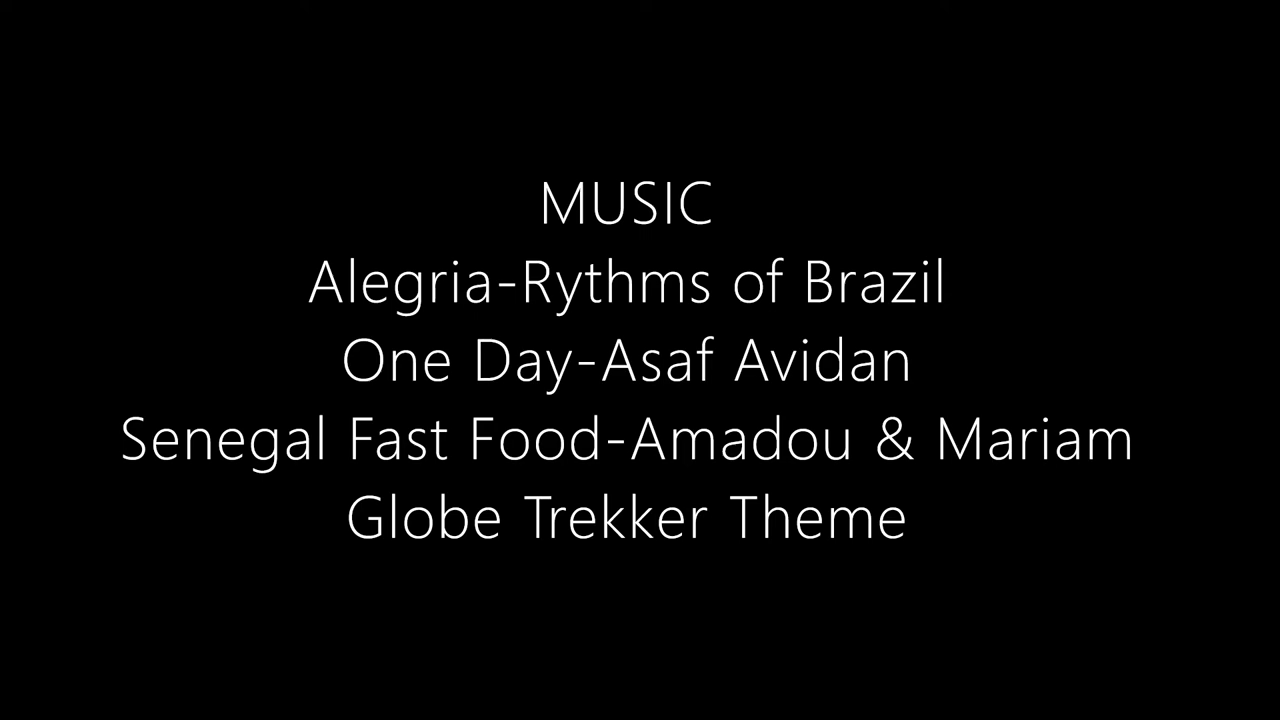 MUSIC
Alegria-Rythms of Brazil
One Day-Asaf Avidan
Senegal Fast Food-Amadou & Mariam
Globe Trekker Theme